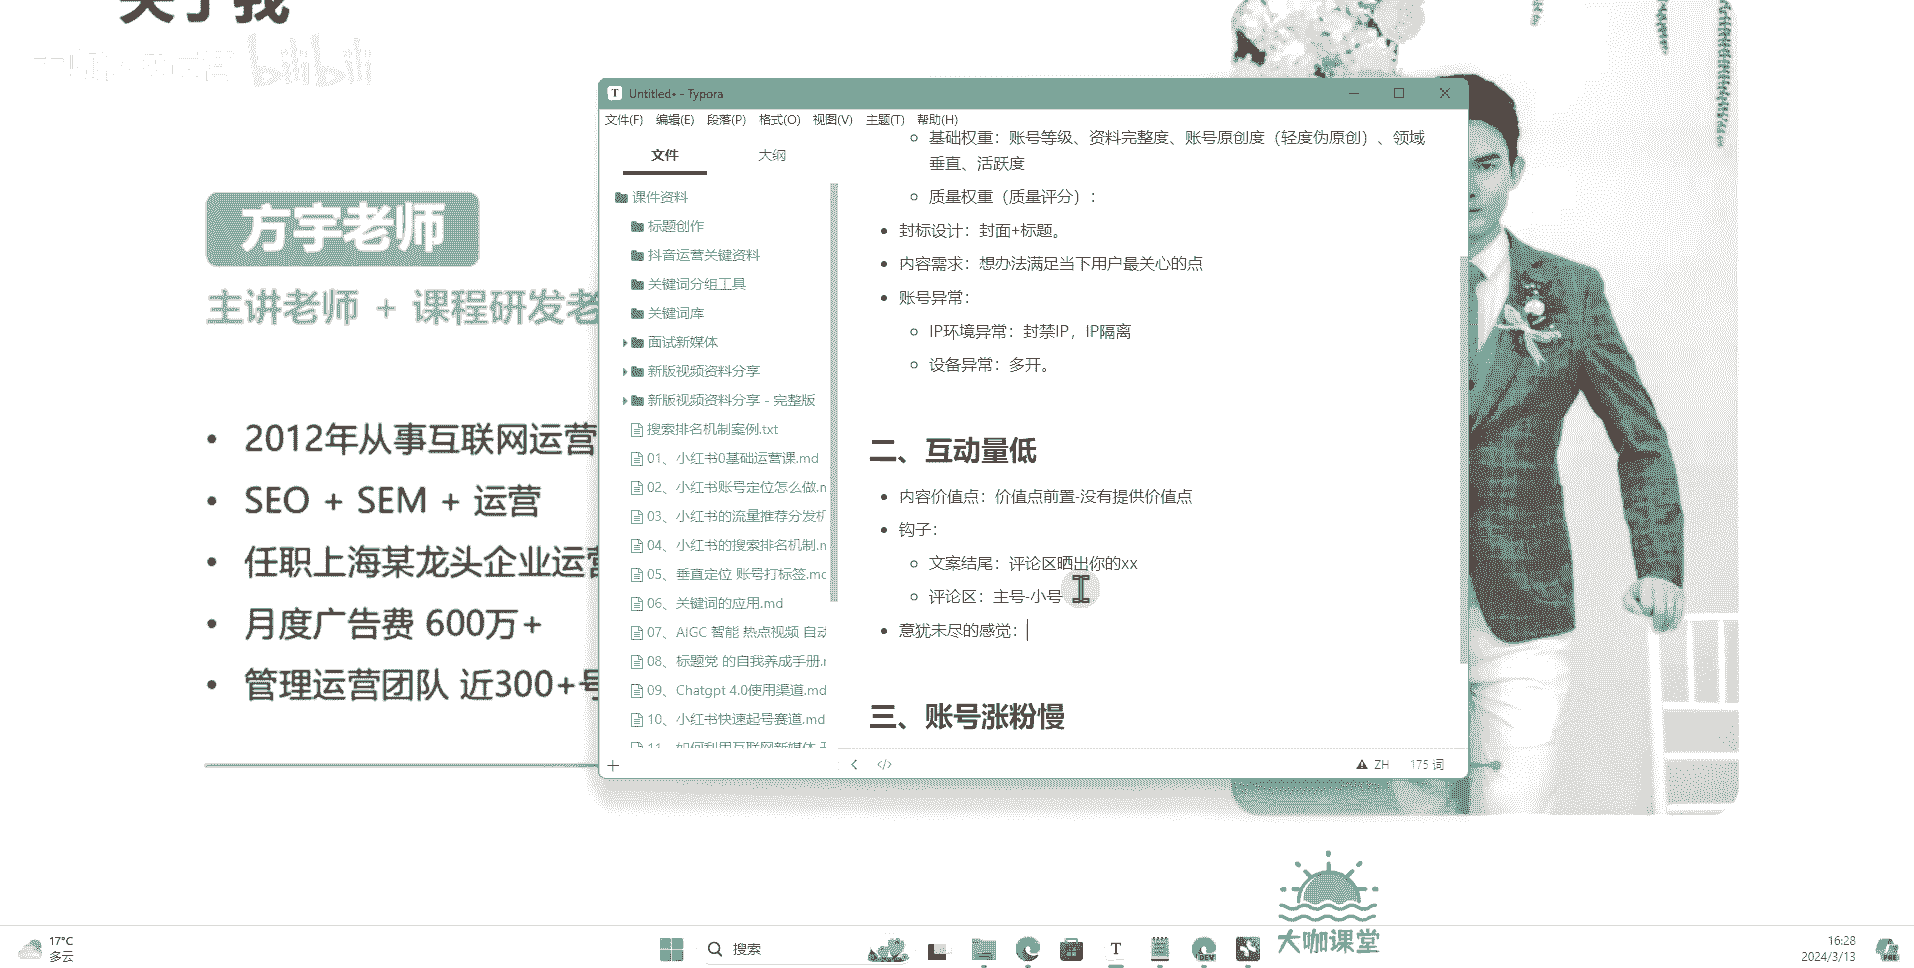 关于我
bilibili
方宇老师
主讲老师 + 课程研发老
2012年从事互联网运营
SEO + SEM + 运营
任职上海某龙头企业运营
月度广告费 600万+
管理运营团队 近300+号
Untitled• - Typora
文件(F) 编辑(E) 段落(P) 格式(O) 视图(V) 主题(T) 帮助(H)
文件 大纲
课件资料
标题创作
抖音运营关键资料
关键词分组工具
关键词库
面试新媒体
新版视频资料分享
新版视频资料分享 - 完整版
搜索排名机制案例.txt
01、小红书0基础运营课.md
02、小红书账号定位怎么做.n
03、小红书的流量推荐分发机
04、小红书的搜索排名机制.n
05、垂直定位 账号打标签.mc
06、关键词的应用.md
07、AIGC 智能 热点视频 自动
08、标题党 的自我养成手册.r
09、Chatgpt 4.0使用渠道.md
10、小红书快速起号赛道.md
11、如何利用互联网新媒体
基础权重：账号等级、资料完整度、账号原创度（轻度伪原创）、领域
垂直、活跃度
质量权重（质量评分）：
封标设计：封面+标题。
内容需求：想办法满足当下用户最关心的点
账号异常：
IP环境异常：封禁IP，IP隔离
设备异常：多开。
二、互动量低
内容价值点：价值点前置-没有提供价值点
钩子：
文案结尾：评论区晒出你的xx
评论区：主号-小号
意犹未尽的感觉：
三、账号涨粉慢
ZH 175 词
大咖课堂
17°C
多云
搜索
T
DEV
16:28
2024/3/13
PRE